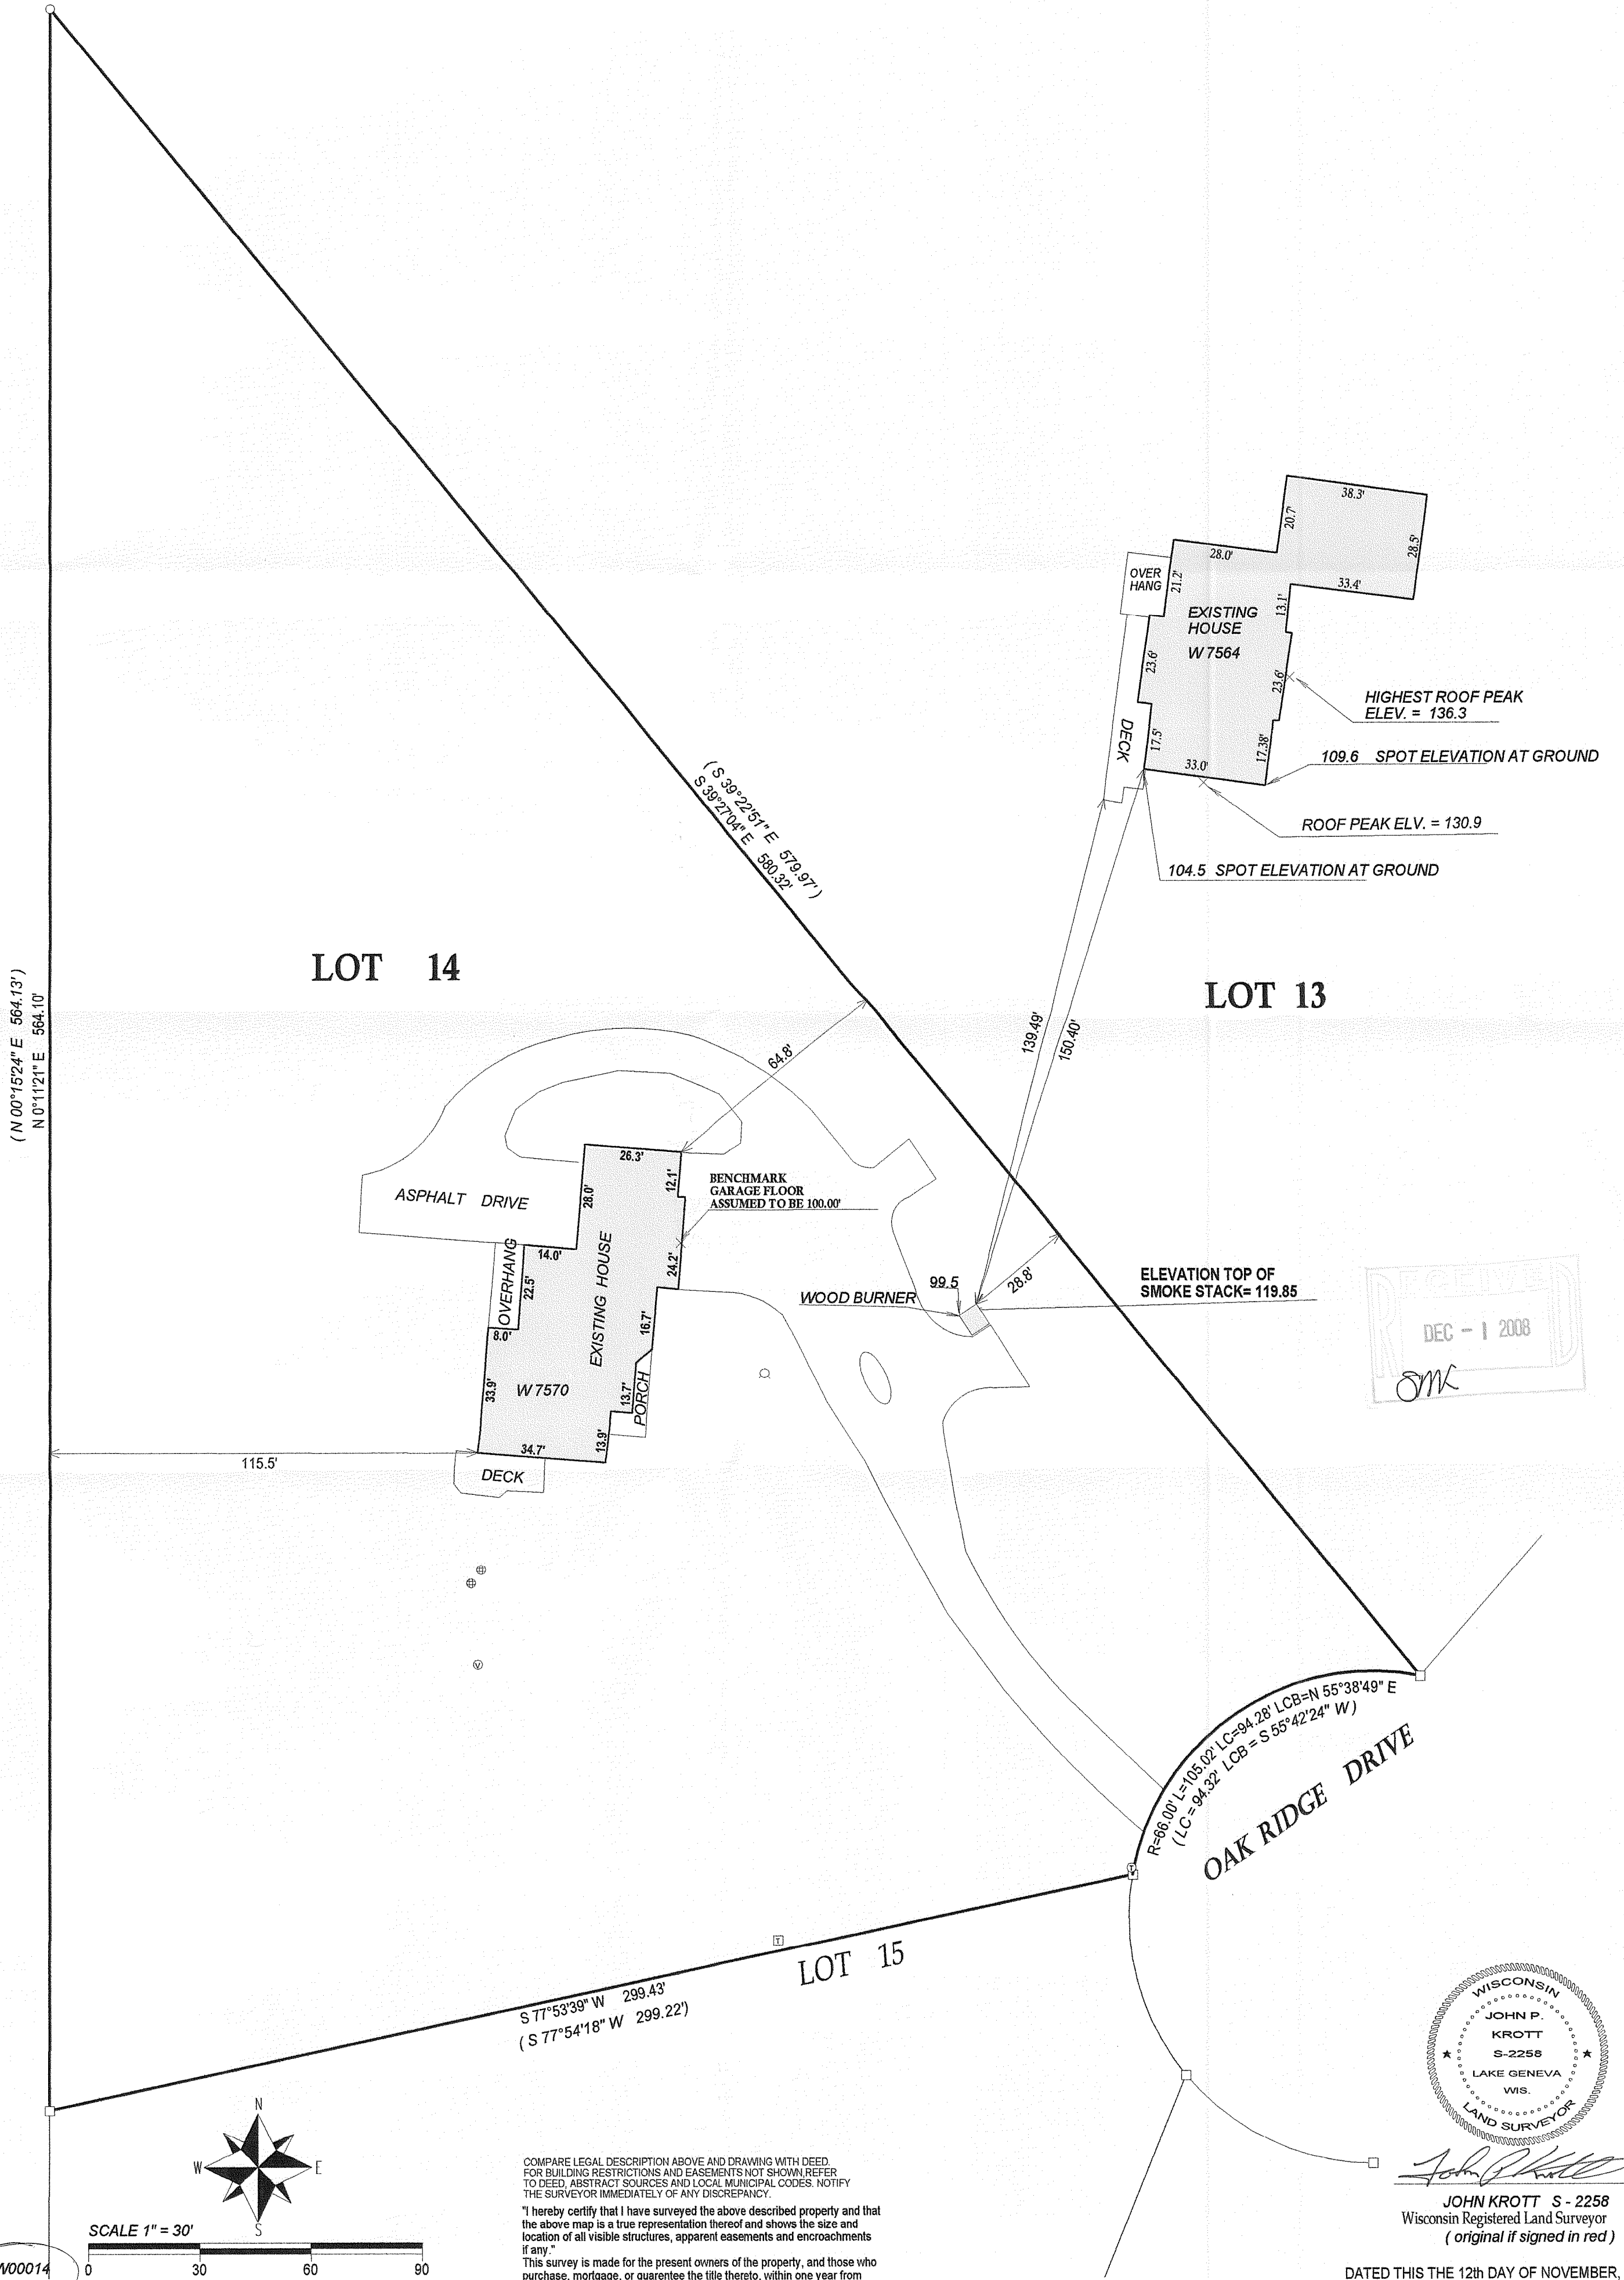 38.3'
20.7'
28.5'
28.0'
33.4'
OVER
HANG
21.2'
13.1'
EXISTING
HOUSE
W 7564
23.6'
23.6'
HIGHEST ROOF PEAK
ELEV. = 136.3
DECK
17.5'
17.38'
33.0'
109.6 SPOT ELEVATION AT GROUND
ROOF PEAK ELV. = 130.9
104.5 SPOT ELEVATION AT GROUND
( S 39°22'51" E 579.97' )
S 39°27'04" E 580.32'
LOT 14
LOT 13
( N 00°15'24" E 564.13' )
N 0°11'21" E 564.10'
139.49'
150.40'
64.8'
26.3'
12.1'
BENCHMARK
GARAGE FLOOR
ASSUMED TO BE 100.00'
ASPHALT DRIVE
28.0'
14.0'
24.2'
OVERHANG
22.5'
EXISTING HOUSE
8.0'
16.7'
W 7570
33.9'
13.7'
PORCH
13.9'
34.7'
DECK
115.5'
99.5
28.8'
WOOD BURNER
ELEVATION TOP OF
SMOKE STACK= 119.85
RECEIVED
DEC - 1 2008
SMK
V
R=66.00' L=105.02' LC=94.28' LCB=N 55°38'49" E
( LC = 94.32' LCB = S 55°42'24" W )
OAK RIDGE DRIVE
T
T
LOT 15
S 77°53'39" W 299.43'
( S 77°54'18" W 299.22')
N
W E
S
SCALE 1" = 30'
0 30 60 90
W00014
COMPARE LEGAL DESCRIPTION ABOVE AND DRAWING WITH DEED.
FOR BUILDING RESTRICTIONS AND EASEMENTS NOT SHOWN,REFER
TO DEED, ABSTRACT SOURCES AND LOCAL MUNICIPAL CODES. NOTIFY
THE SURVEYOR IMMEDIATELY OF ANY DISCREPANCY.
"I hereby certify that I have surveyed the above described property and that
the above map is a true representation thereof and shows the size and
location of all visible structures, apparent easements and encroachments
if any."
This survey is made for the present owners of the property, and those who
purchase, mortgage, or guarentee the title thereto, within one year from
WISCONSIN
JOHN P.
KROTT
S-2258
LAKE GENEVA
WIS.
LAND SURVEYOR
John P Krott
JOHN KROTT S - 2258
Wisconsin Registered Land Surveyor
( original if signed in red )
DATED THIS THE 12th DAY OF NOVEMBER,